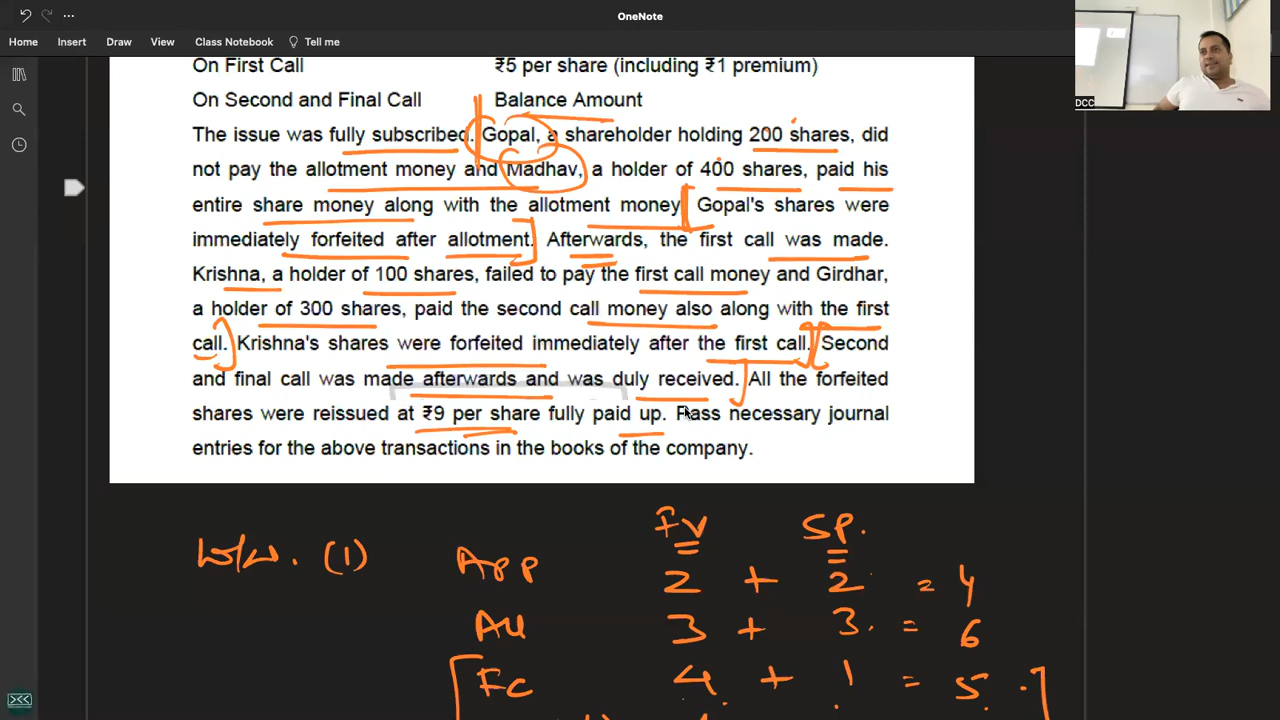 OneNote
Home Insert Draw View Class Notebook Tell me
On First Call ₹5 per share (including ₹1 premium)
On Second and Final Call Balance Amount
The issue was fully subscribed. Gopal, a shareholder holding 200 shares, did
not pay the allotment money and Madhav, a holder of 400 shares, paid his
entire share money along with the allotment money. Gopal's shares were
immediately forfeited after allotment. Afterwards, the first call was made.
Krishna, a holder of 100 shares, failed to pay the first call money and Girdhar,
a holder of 300 shares, paid the second call money also along with the first
call. Krishna's shares were forfeited immediately after the first call. Second
and final call was made afterwards and was duly received. All the forfeited
shares were reissued at ₹9 per share fully paid up. Pass necessary journal
entries for the above transactions in the books of the company.
DCC
FV SP.
W/W. (1) App 2 + 2 = 4
All 3 + 3. = 6
FC 4 + 1 = 5.